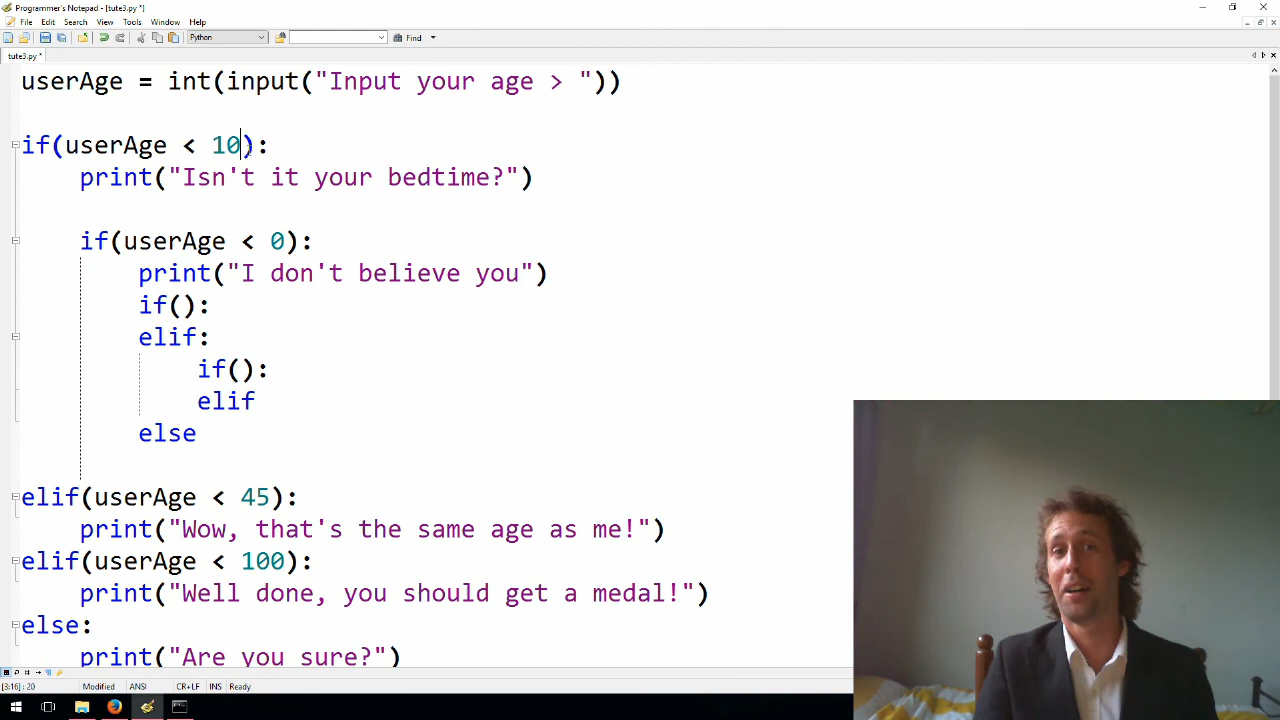 Programmer's Notepad - [tute3.py *]
File Edit Search View Tools Window Help
Python Find
tute3.py *
userAge = int(input("Input your age > "))
if(userAge < 10):
print("Isn't it your bedtime?")
if(userAge < 0):
print("I don't believe you")
if():
elif:
if():
elif
else
elif(userAge < 45):
print("Wow, that's the same age as me!")
elif(userAge < 100):
print("Well done, you should get a medal!")
else:
print("Are you sure?")
[3:16] : 20 Modified ANSI CR+LF INS Ready